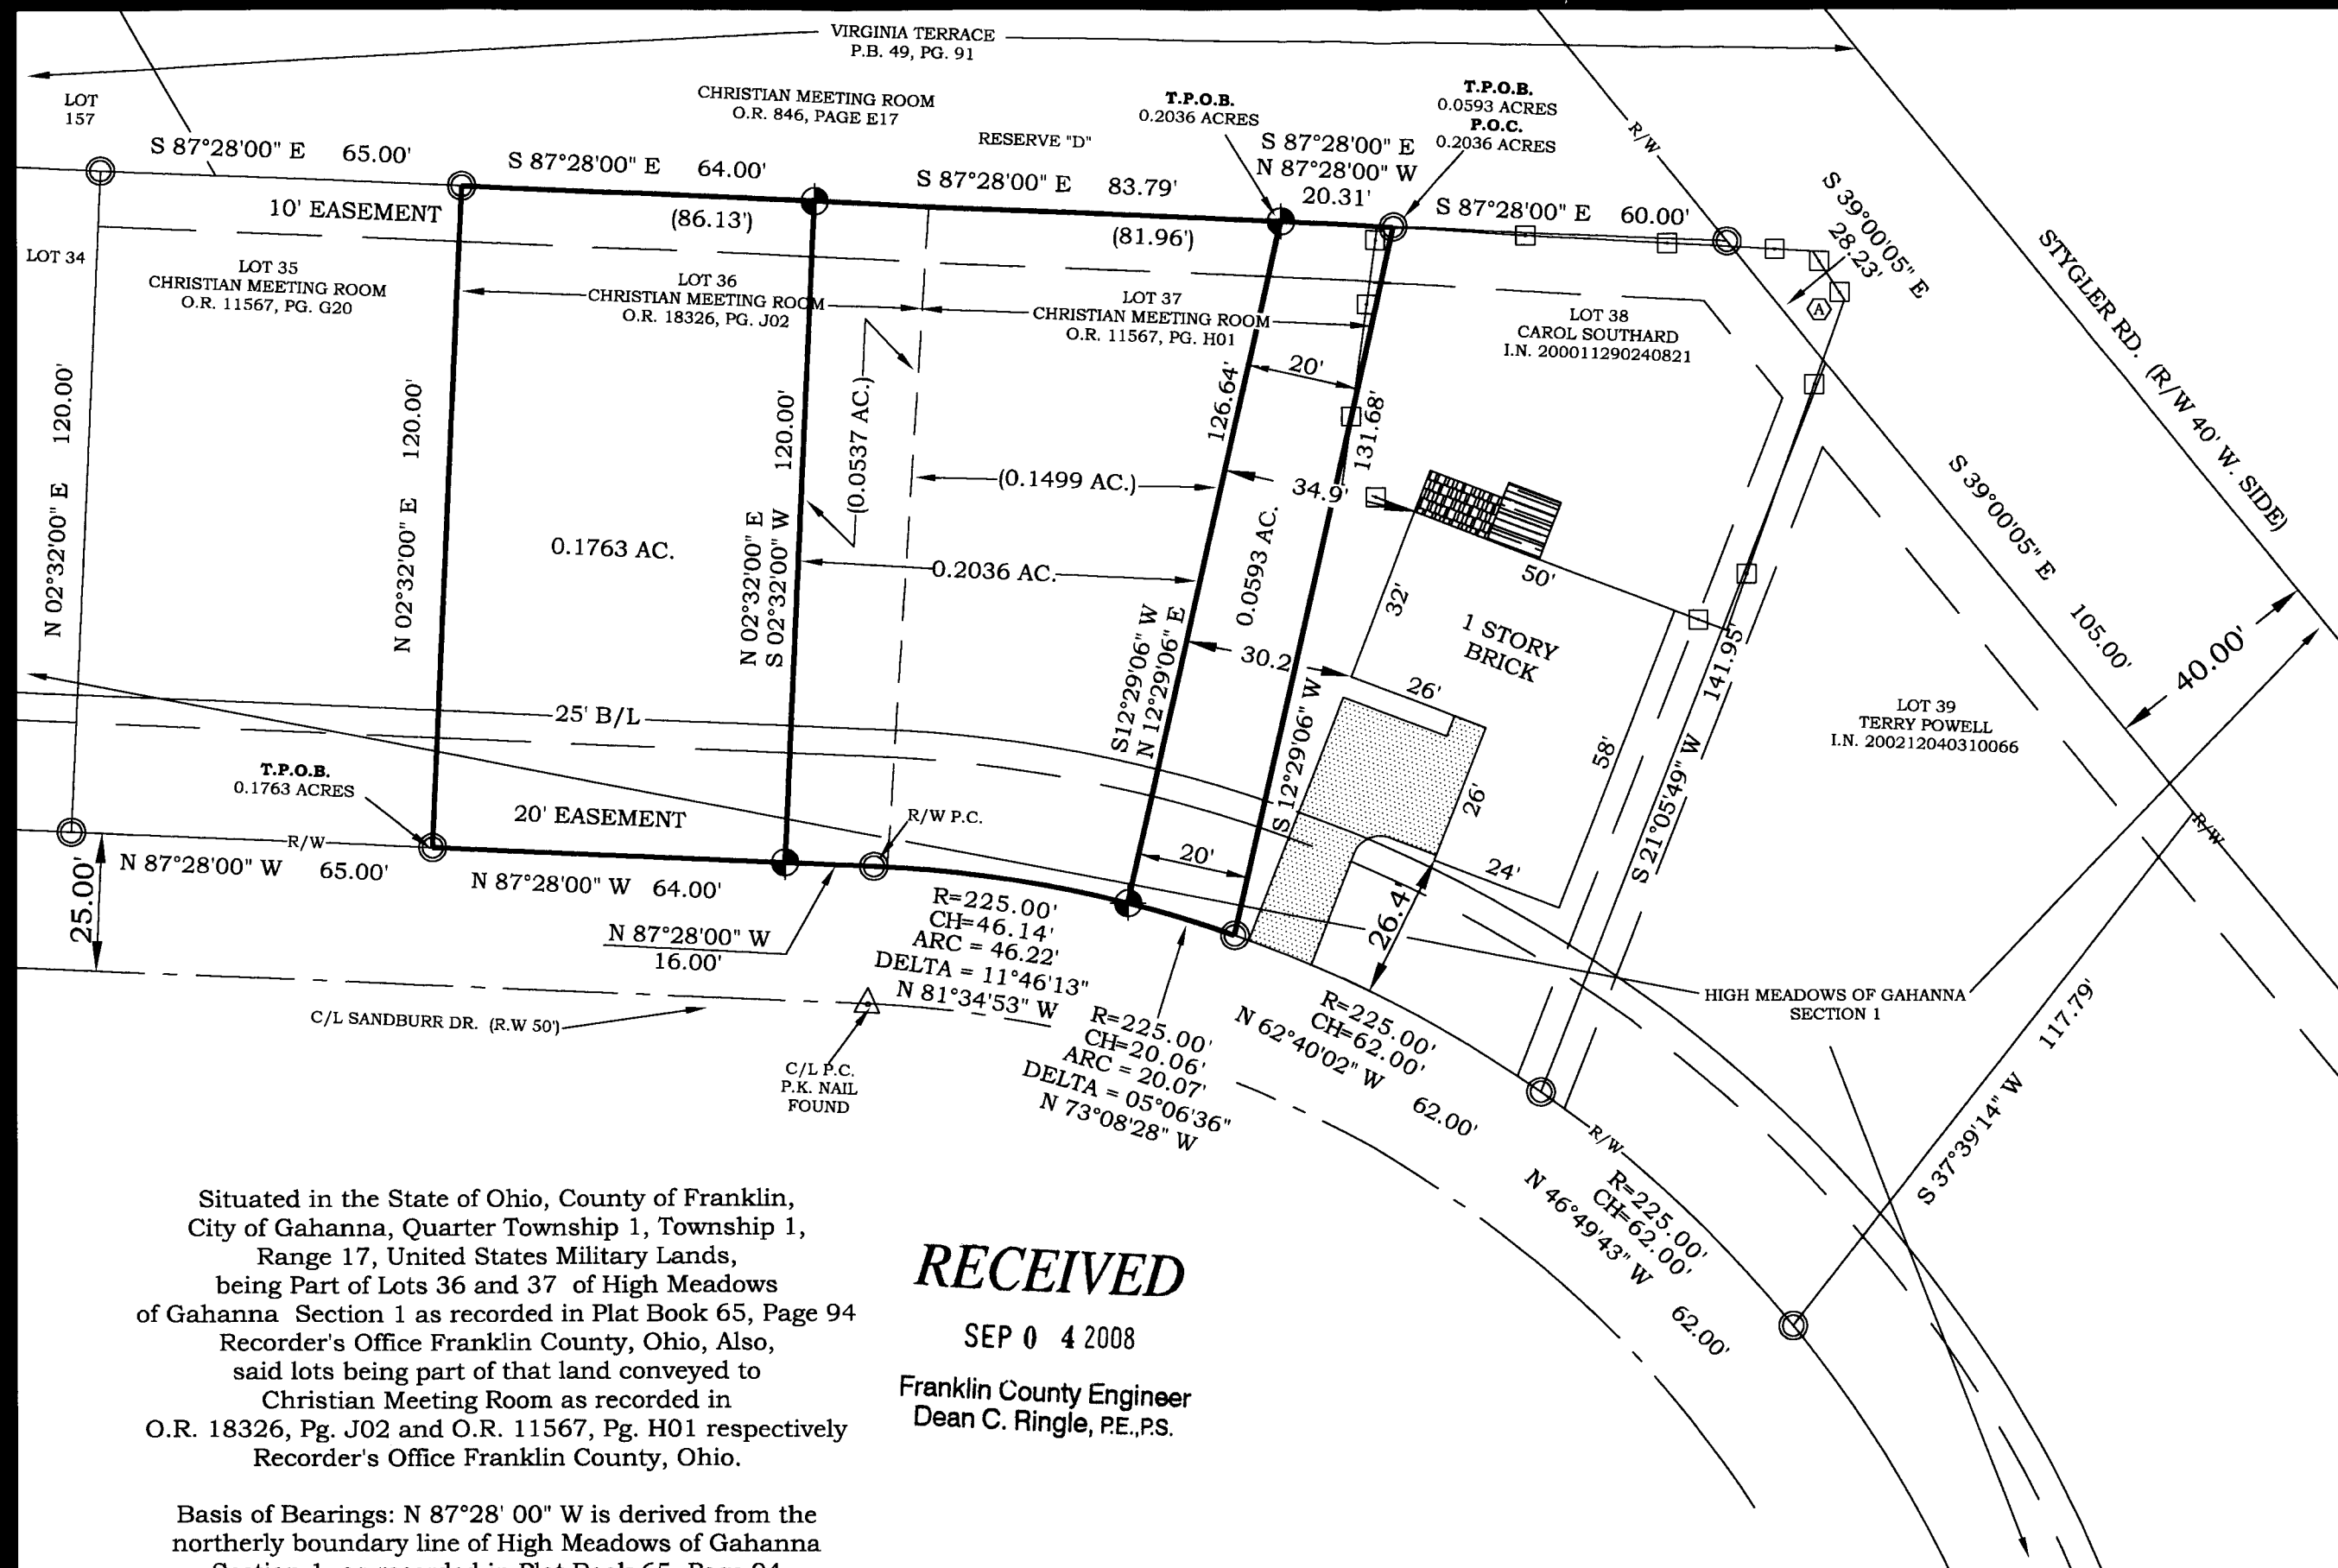 VIRGINIA TERRACE
P.B. 49, PG. 91
LOT
157
CHRISTIAN MEETING ROOM
O.R. 846, PAGE E17
RESERVE "D"
T.P.O.B.
0.2036 ACRES
T.P.O.B.
0.0593 ACRES
P.O.C.
0.2036 ACRES
R/W
S 87°28'00" E 65.00'
S 87°28'00" E 64.00'
S 87°28'00" E 83.79'
S 87°28'00" E
N 87°28'00" W
20.31'
S 87°28'00" E 60.00'
S 39°00'05" E
28.23'
STYGLER RD. (R/W 40' W. SIDE)
10' EASEMENT
(86.13')
(81.96')
LOT 34
LOT 35
CHRISTIAN MEETING ROOM
O.R. 11567, PG. G20
LOT 36
CHRISTIAN MEETING ROOM
O.R. 18326, PG. J02
LOT 37
CHRISTIAN MEETING ROOM
O.R. 11567, PG. H01
LOT 38
CAROL SOUTHARD
I.N. 200011290240821
A
N 02°32'00" E 120.00'
N 02°32'00" E 120.00'
N 02°32'00" E
S 02°32'00" W
120.00'
(0.0537 AC.)
(0.1499 AC.)
0.1763 AC.
0.2036 AC.
126.64'
20'
131.68'
34.9'
0.0593 AC.
S12°29'06" W
N 12°29'06" E
30.2
S 12°29'06" W
32'
50'
1 STORY
BRICK
26'
26'
58'
24'
26.4'
S 21°05'49" W 141.95'
S 39°00'05" E 105.00'
40.00'
LOT 39
TERRY POWELL
I.N. 200212040310066
R/W
25' B/L
T.P.O.B.
0.1763 ACRES
20' EASEMENT
R/W P.C.
20'
R/W
25.00'
N 87°28'00" W 65.00'
N 87°28'00" W 64.00'
N 87°28'00" W
16.00'
R=225.00'
CH=46.14'
ARC = 46.22'
DELTA = 11°46'13"
N 81°34'53" W
R=225.00'
CH=20.06'
ARC = 20.07'
DELTA = 05°06'36"
N 73°08'28" W
R=225.00'
CH=62.00'
N 62°40'02" W 62.00'
R/W
R=225.00'
CH=62.00'
N 46°49'43" W 62.00'
HIGH MEADOWS OF GAHANNA
SECTION 1
S 37°39'14" W 117.79'
C/L SANDBURR DR. (R.W 50')
C/L P.C.
P.K. NAIL
FOUND
Situated in the State of Ohio, County of Franklin,
City of Gahanna, Quarter Township 1, Township 1,
Range 17, United States Military Lands,
being Part of Lots 36 and 37 of High Meadows
of Gahanna Section 1 as recorded in Plat Book 65, Page 94
Recorder's Office Franklin County, Ohio, Also,
said lots being part of that land conveyed to
Christian Meeting Room as recorded in
O.R. 18326, Pg. J02 and O.R. 11567, Pg. H01 respectively
Recorder's Office Franklin County, Ohio.
RECEIVED
SEP 0 4 2008
Franklin County Engineer
Dean C. Ringle, P.E.,P.S.
Basis of Bearings: N 87°28' 00" W is derived from the
northerly boundary line of High Meadows of Gahanna
Section 1, as recorded in Plat Book 65, Page 94